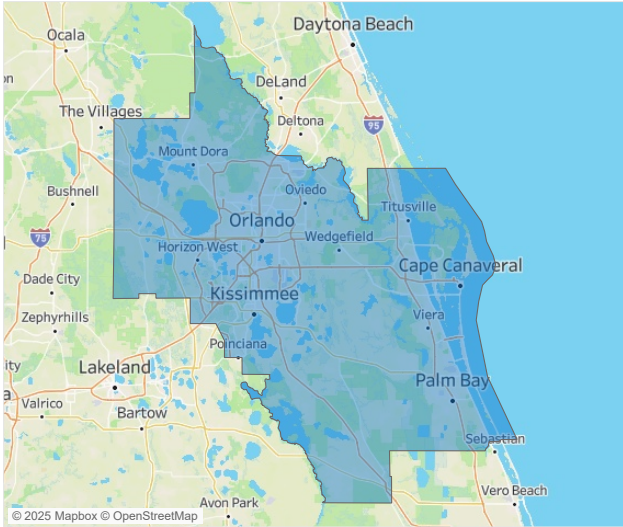 Daytona Beach
Ocala
on
DeLand
The Villages
Deltona
95
Mount Dora
Bushnell
Oviedo
Titusville
Orlando
75
Wedgefield
Horizon West
Cape Canaveral
Dade City
Kissimmee
Zephyrhills
Viera
Poinciana
ity
Lakeland
Palm Bay
a
Valrico
Bartow
Sebastian
Vero Beach
Avon Park
© 2025 Mapbox © OpenStreetMap